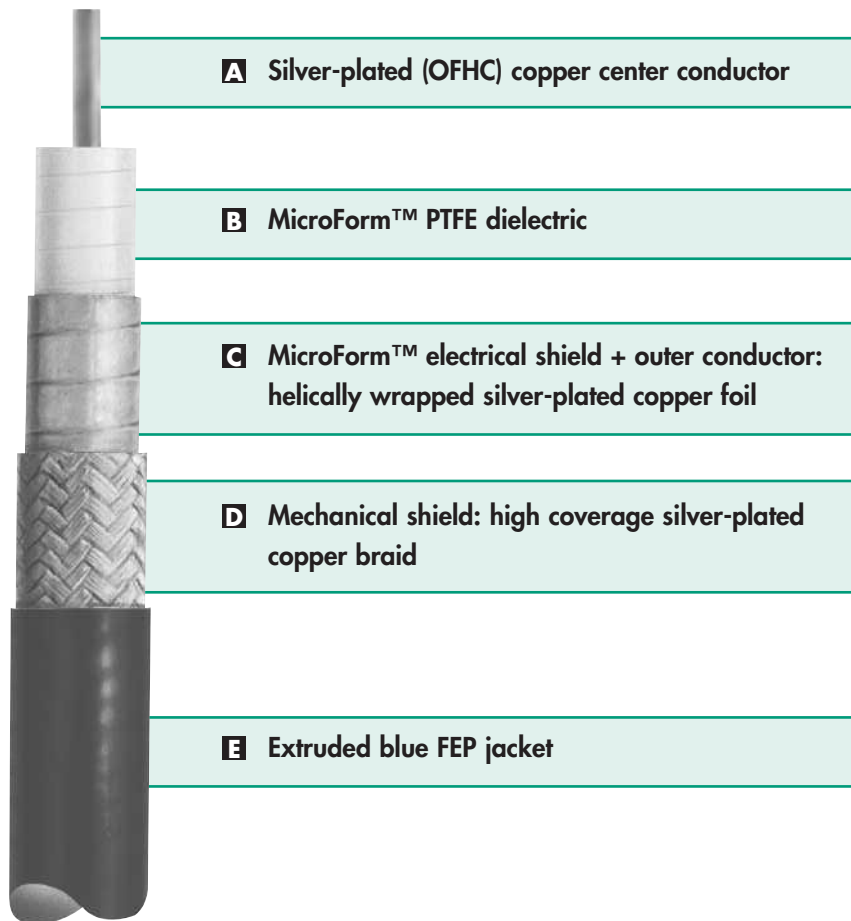 A Silver-plated (OFHC) copper center conductor
B MicroForm™ PTFE dielectric
C MicroForm™ electrical shield + outer conductor:
helically wrapped silver-plated copper foil
D Mechanical shield: high coverage silver-plated
copper braid
E Extruded blue FEP jacket